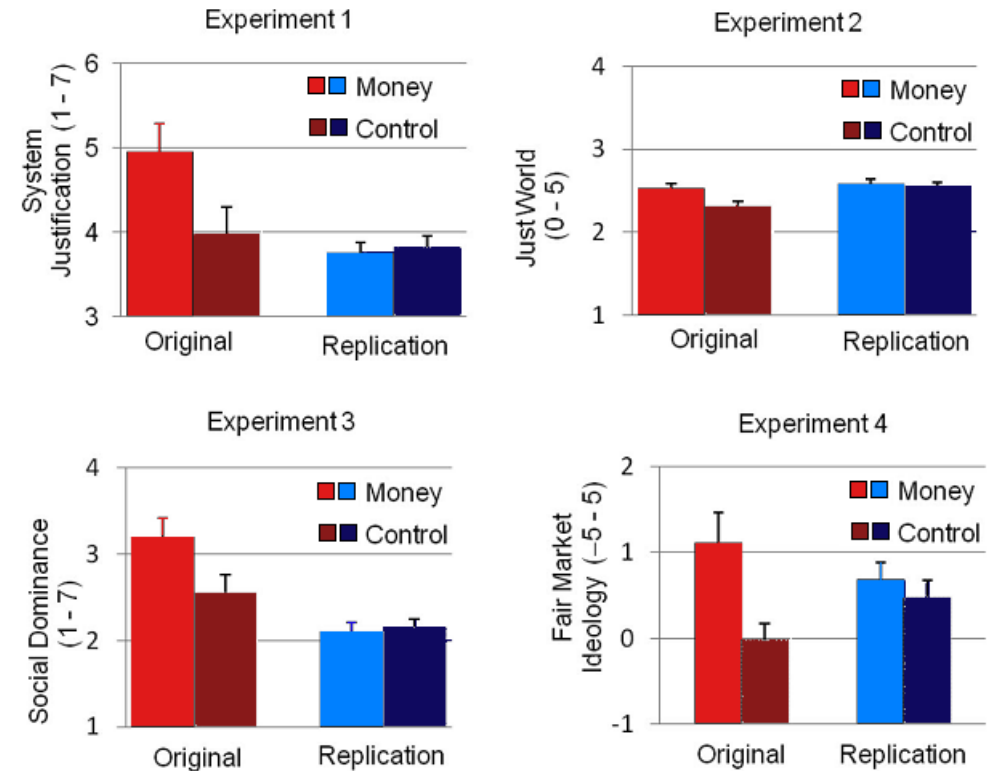 Experiment 1
System
Justification (1 - 7)
6
5
4
3
Money
Control
Original
Replication
Experiment 2
Just World
(0 - 5)
4
3
2
1
Money
Control
Original
Replication
Experiment 3
Social Dominance
(1 - 7)
4
3
2
1
Money
Control
Original
Replication
Experiment 4
Fair Market
Ideology (–5 - 5)
2
1
0
-1
Money
Control
Original
Replication